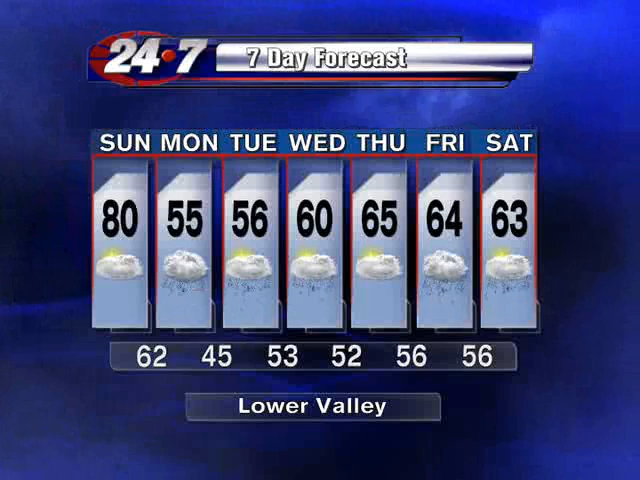 24·7 7 Day Forecast
SUN MON TUE WED THU FRI SAT
80 55 56 60 65 64 63
62 45 53 52 56 56
Lower Valley